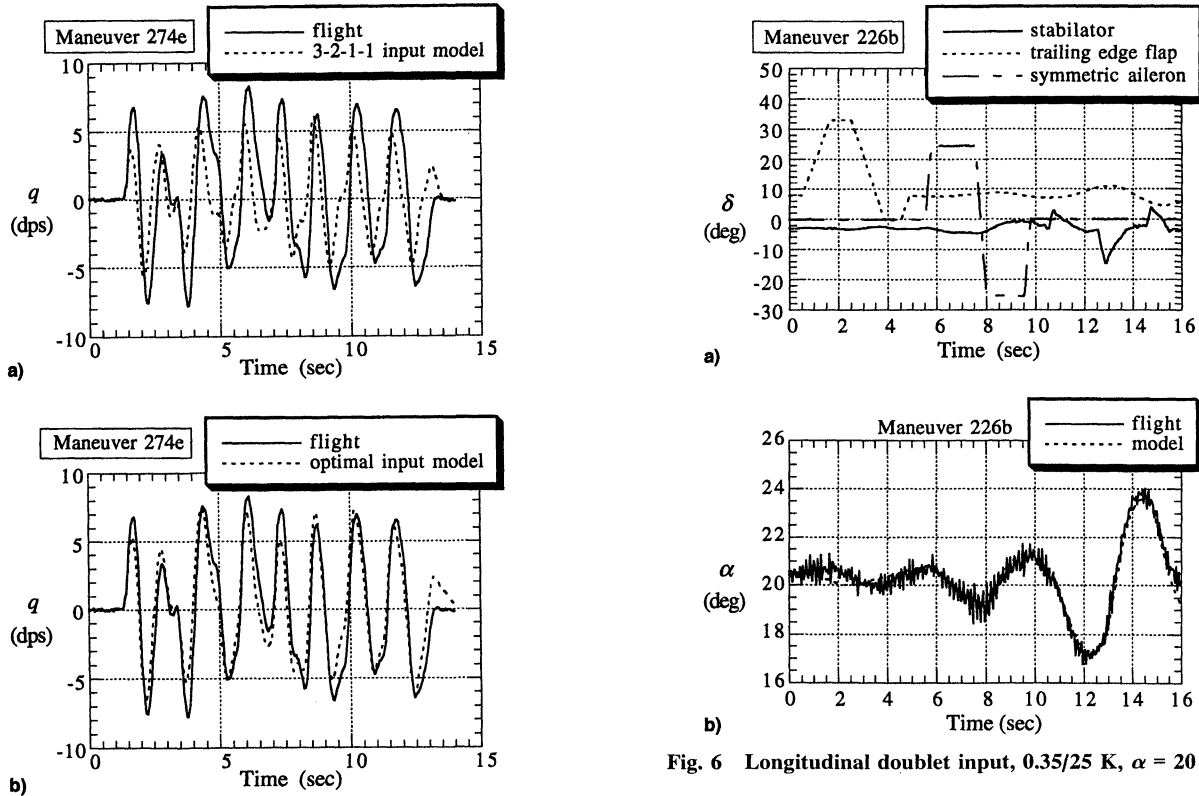 Maneuver 274e
flight
3-2-1-1 input model
10
5
0
-5
-10
q
(dps)
0
5
10
15
Time (sec)
a)
Maneuver 274e
flight
optimal input model
10
5
0
-5
-10
q
(dps)
0
5
10
15
Time (sec)
b)
Maneuver 226b
stabilator
trailing edge flap
symmetric aileron
50
40
30
20
10
0
-10
-20
-30
δ
(deg)
0
2
4
6
8
10
12
14
16
Time (sec)
a)
Maneuver 226b
flight
model
26
24
22
20
18
16
α
(deg)
0
2
4
6
8
10
12
14
16
Time (sec)
b)
Fig. 6 Longitudinal doublet input, 0.35/25 K, α = 20